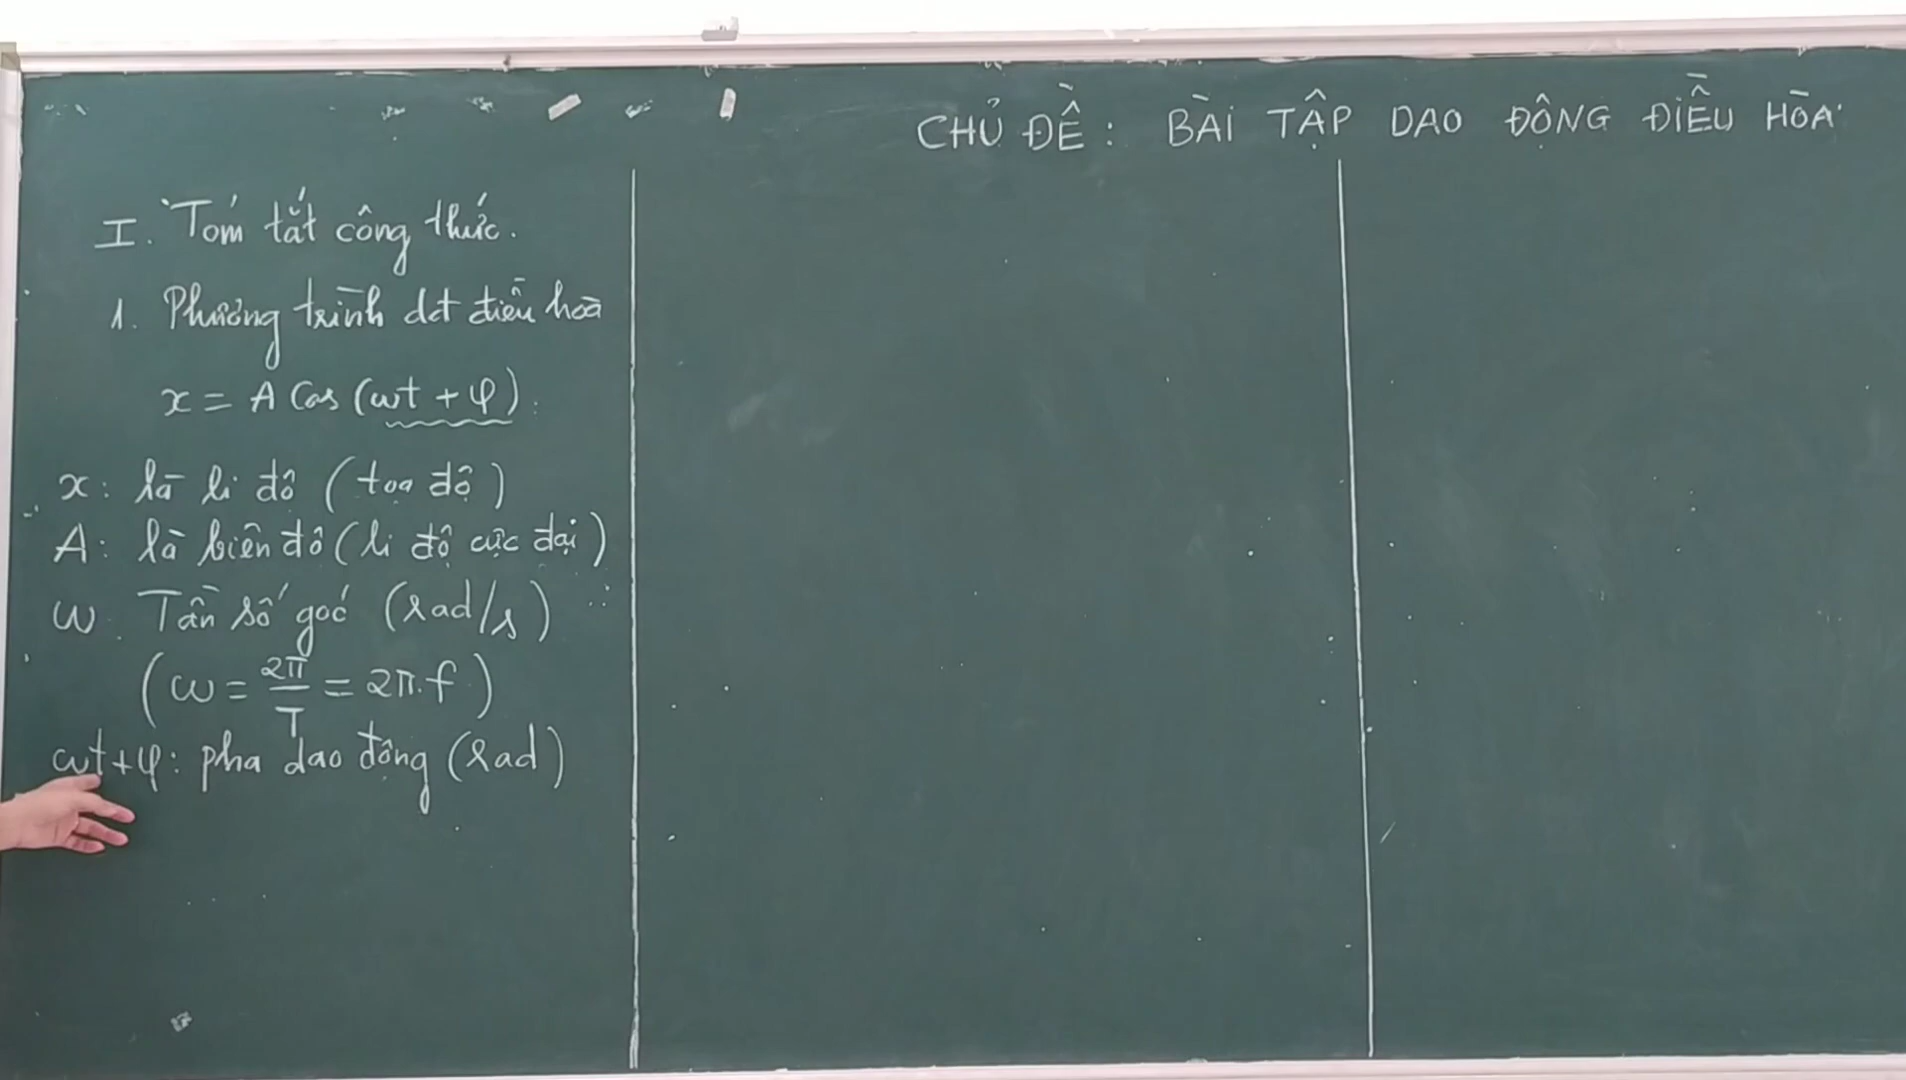 CHỦ ĐỀ: BÀI TẬP DAO ĐỘNG ĐIỀU HÒA
I. Tóm tắt công thức.
1. Phương trình dđ điều hoà
x = A Cos (ωt + φ).
x: là li độ (toạ độ)
A: là biên độ (li độ cực đại)
ω: Tần số góc (rad/s)
(ω = 2π/T = 2π.f)
ωt+φ: pha dao động (rad)